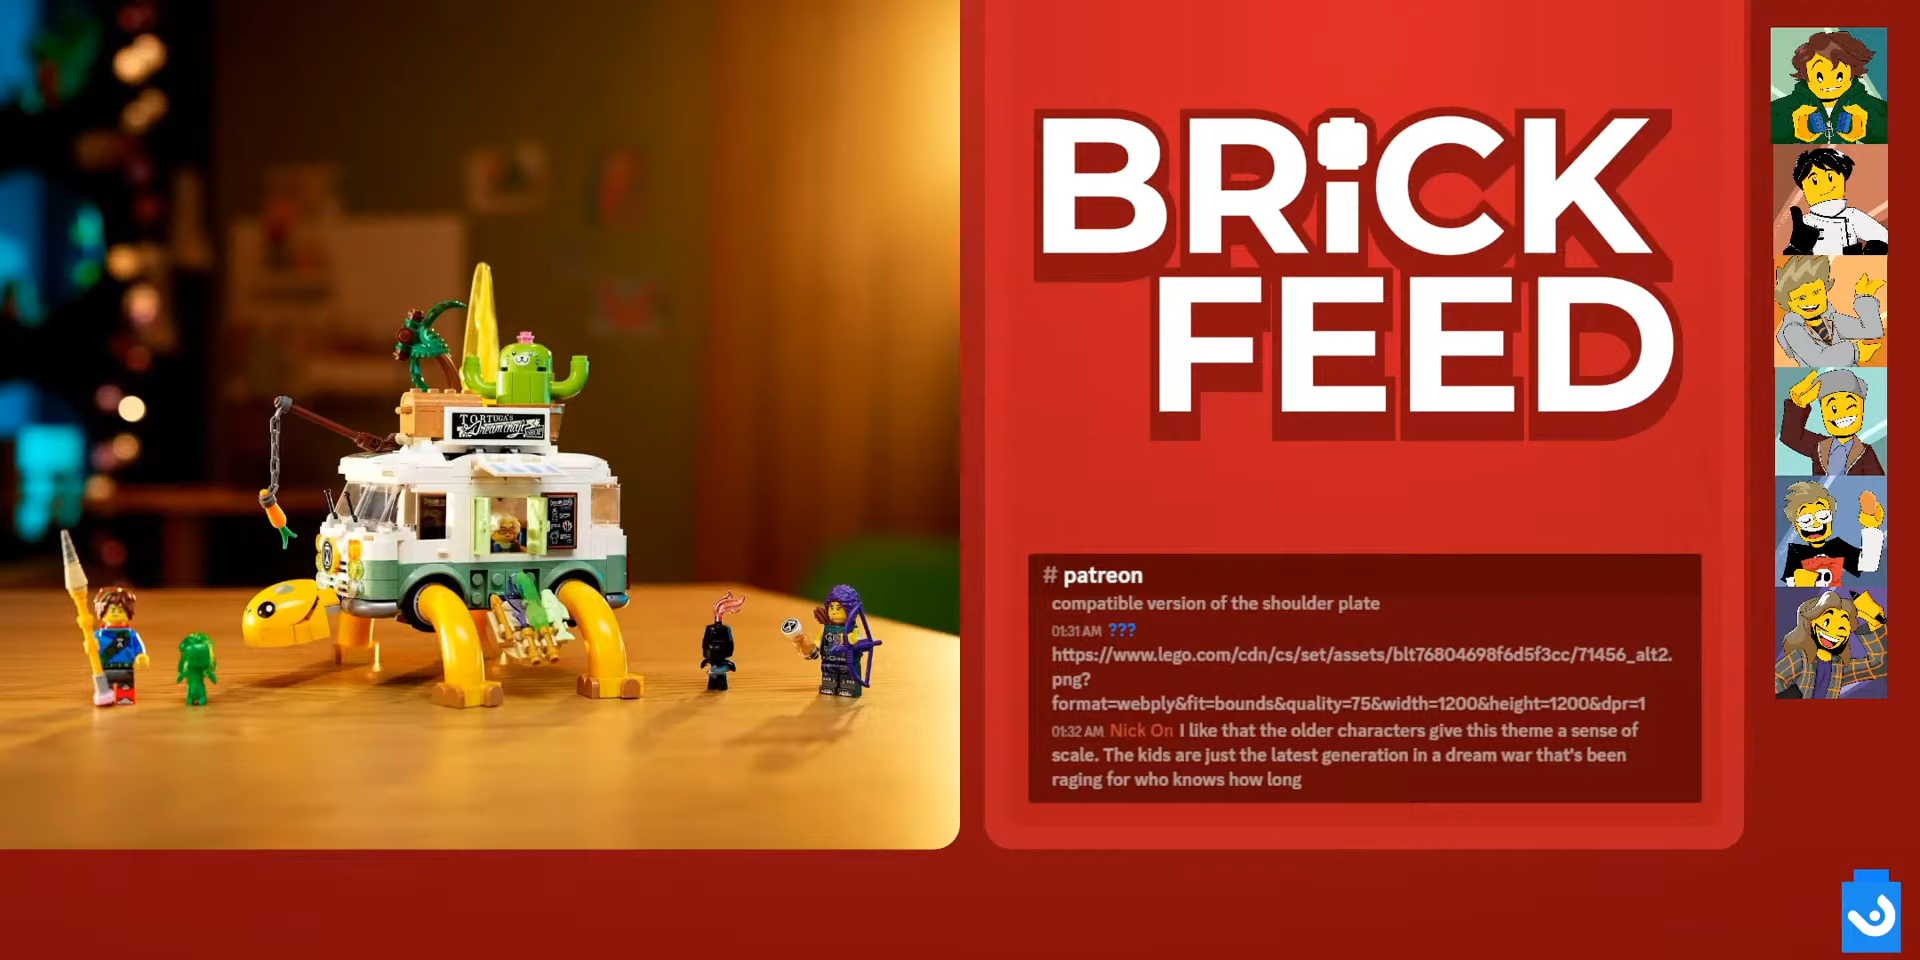 TORTUGA'S
Dreamcraft
SHOP
BRiCK
FEED
# patreon
compatible version of the shoulder plate
01:31 AM ???
https://www.lego.com/cdn/cs/set/assets/blt76804698f6d5f3cc/71456_alt2.
png?
format=webply&fit=bounds&quality=75&width=1200&height=1200&dpr=1
01:32 AM Nick On I like that the older characters give this theme a sense of
scale. The kids are just the latest generation in a dream war that's been
raging for who knows how long